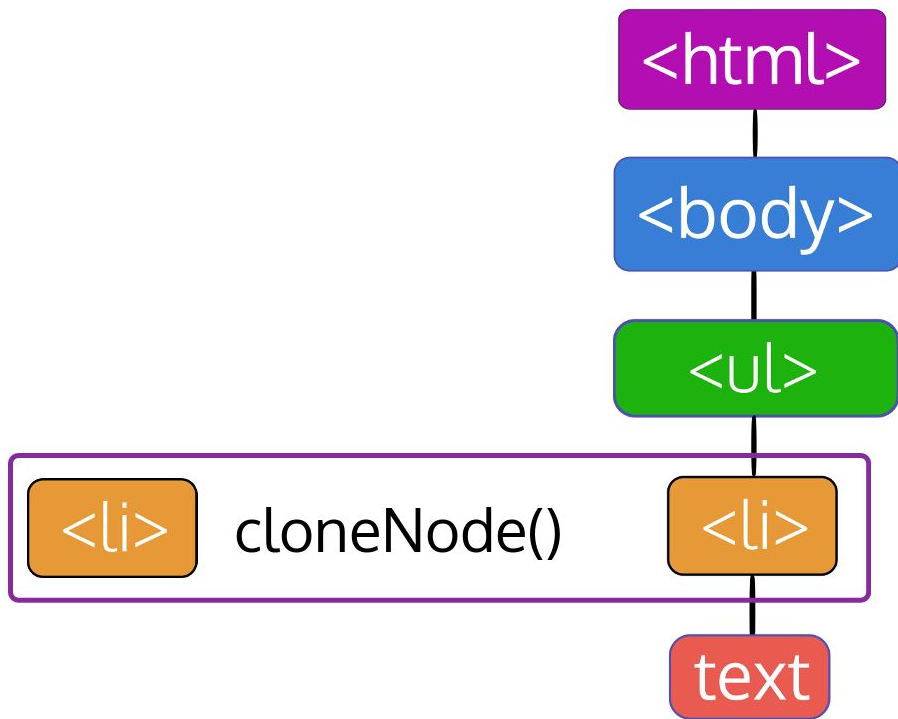 <html>
<body>
<ul>
<li> cloneNode() <li>
text